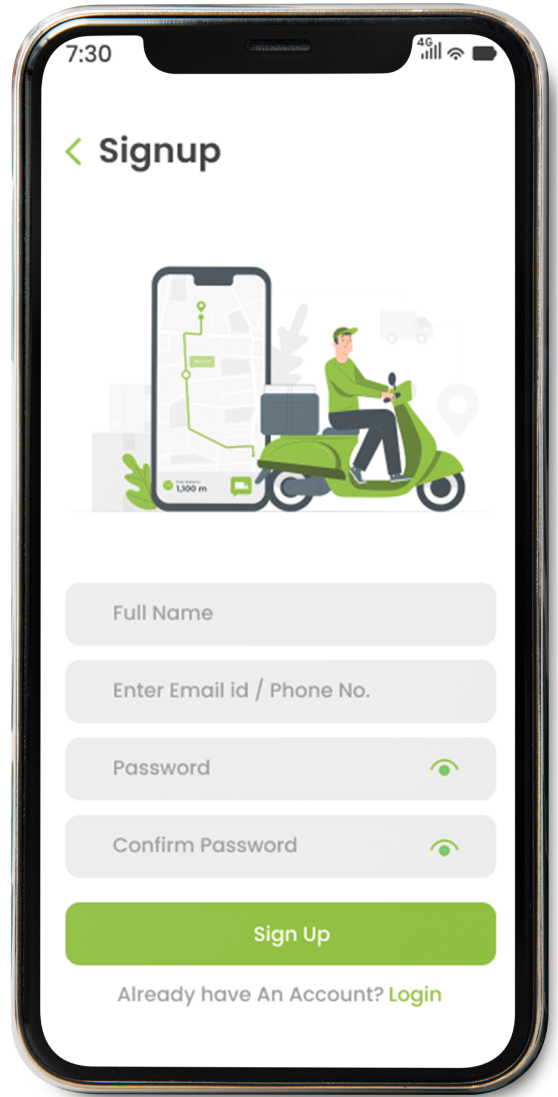 7:30
4G
Signup
1,100 m
Full Name
Enter Email id / Phone No.
Password
Confirm Password
Sign Up
Already have An Account? Login